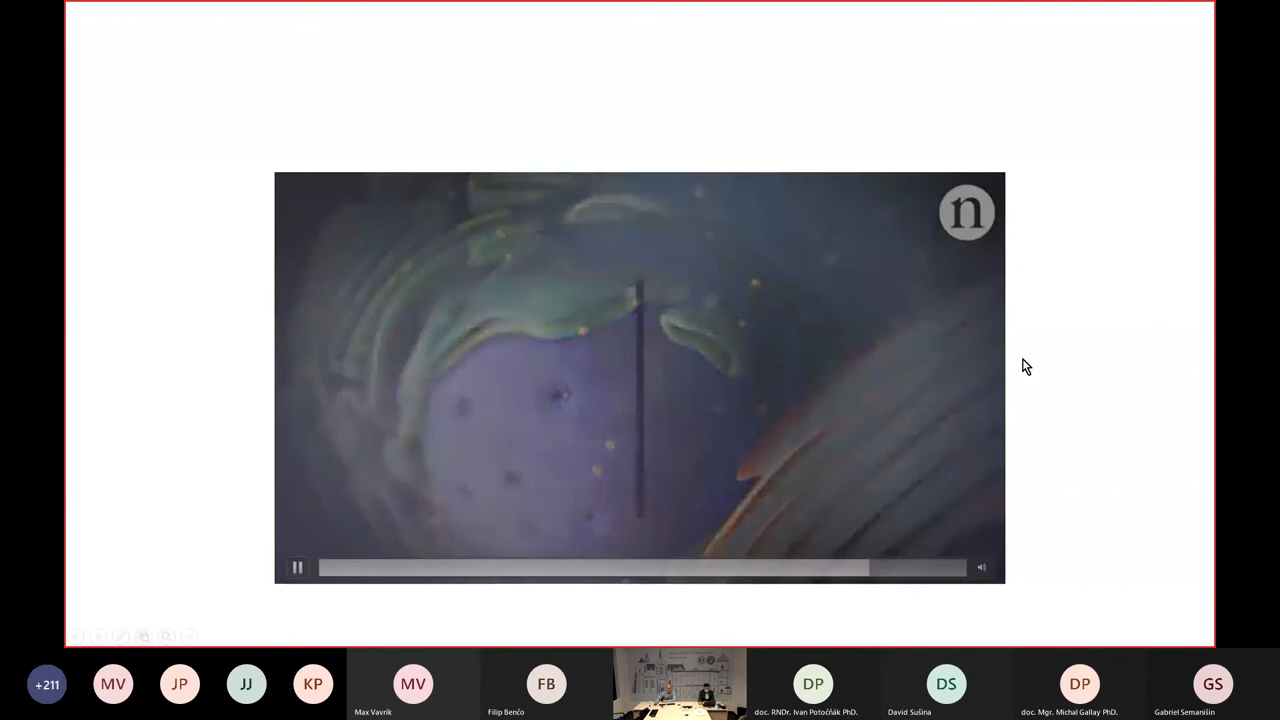 n
+211
MV
JP
JJ
KP
MV
Max Vavrík
FB
Filip Benčo
DP
doc. RNDr. Ivan Potočňák PhD.
DS
David Sušina
DP
doc. Mgr. Michal Gallay PhD.
GS
Gabriel Semanišin